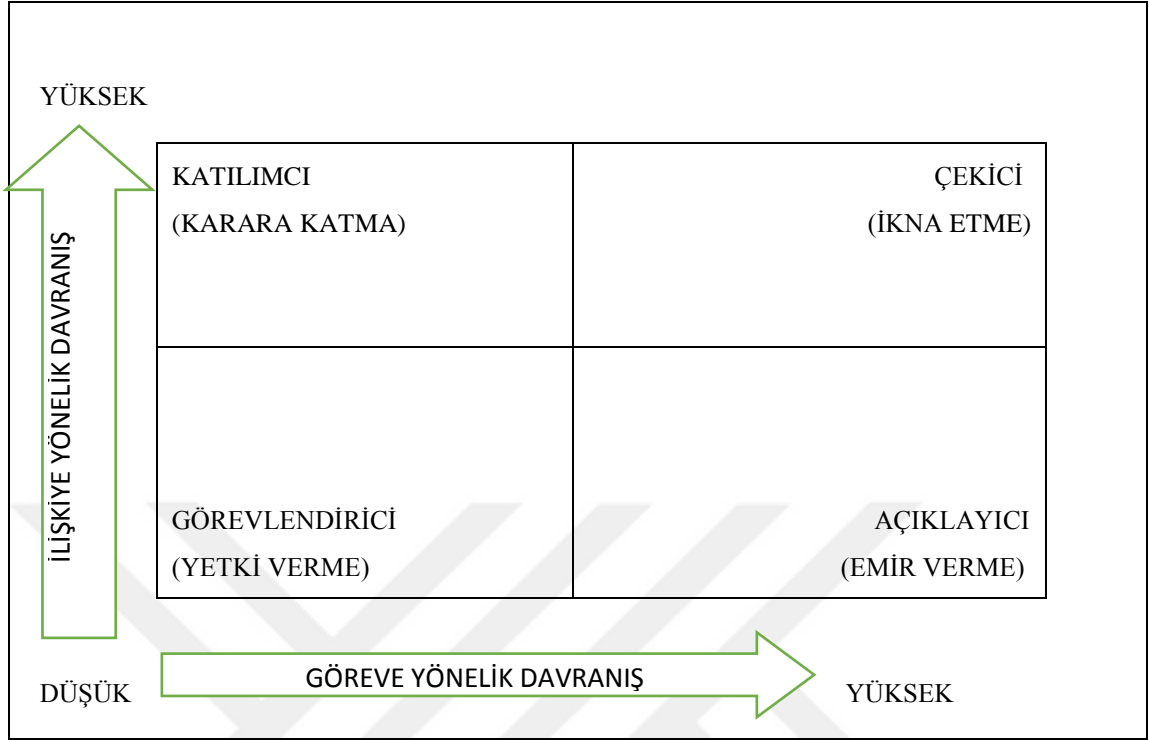 YÜKSEK
KATILIMCI
(KARARA KATMA)
ÇEKİCİ
(İKNA ETME)
İLİŞKİYE YÖNELİK DAVRANIŞ
GÖREVLENDİRİCİ
(YETKİ VERME)
AÇIKLAYICI
(EMİR VERME)
GÖREVE YÖNELİK DAVRANIŞ
DÜŞÜK
YÜKSEK